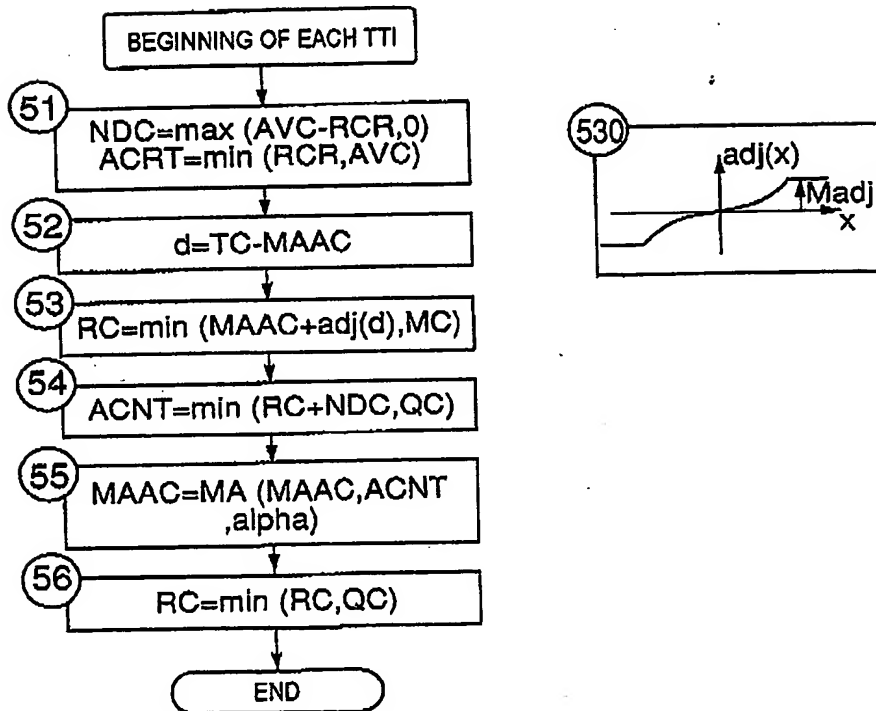 BEGINNING OF EACH TTI
51
NDC=max (AVC-RCR,0)
ACRT=min (RCR,AVC)
52
d=TC-MAAC
53
RC=min (MAAC+adj(d),MC)
54
ACNT=min (RC+NDC,QC)
55
MAAC=MA (MAAC,ACNT
,alpha)
56
RC=min (RC,QC)
END
530
adj(x)
Madj
x